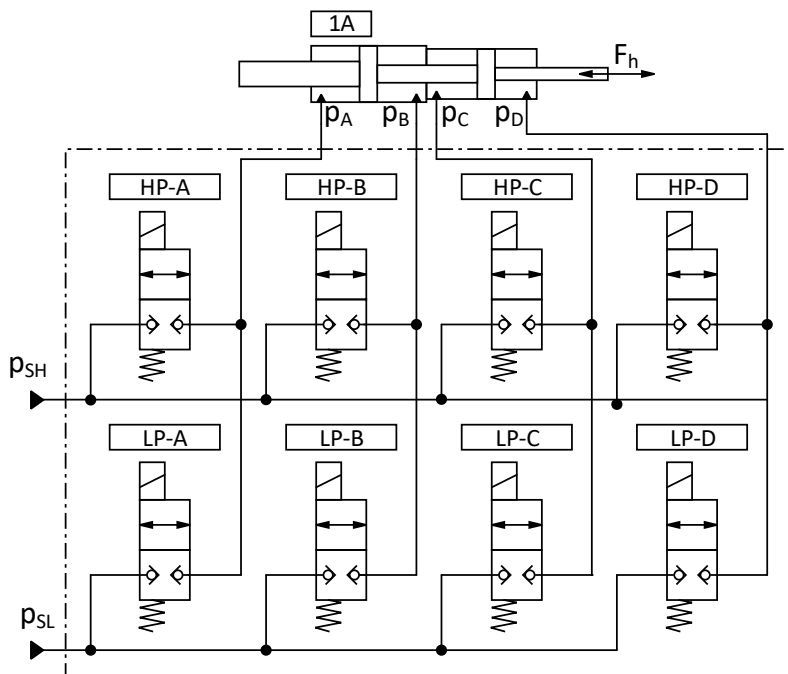 1A
F_h
p_A p_B p_C p_D
HP-A HP-B HP-C HP-D
p_SH
LP-A LP-B LP-C LP-D
p_SL